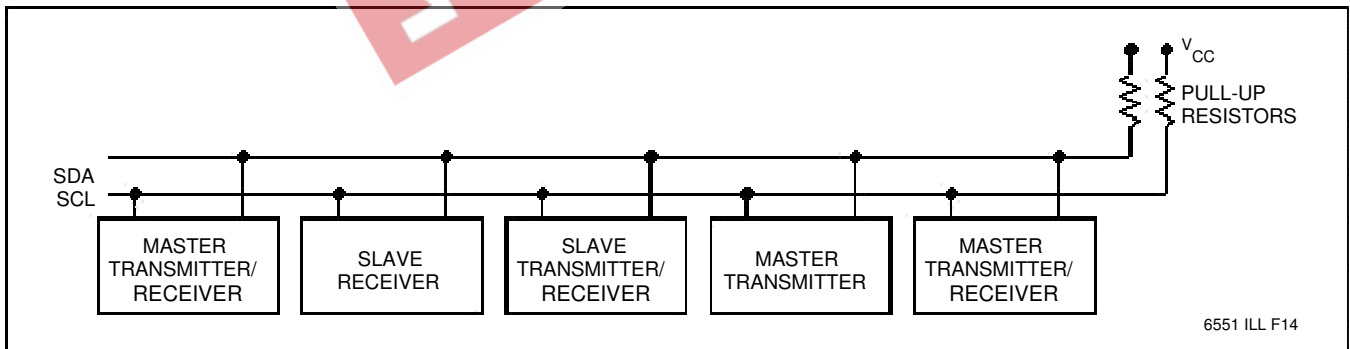 V
CC
PULL-UP
RESISTORS
SDA
SCL
MASTER
TRANSMITTER/
RECEIVER
SLAVE
RECEIVER
SLAVE
TRANSMITTER/
RECEIVER
MASTER
TRANSMITTER
MASTER
TRANSMITTER/
RECEIVER
6551 ILL F14